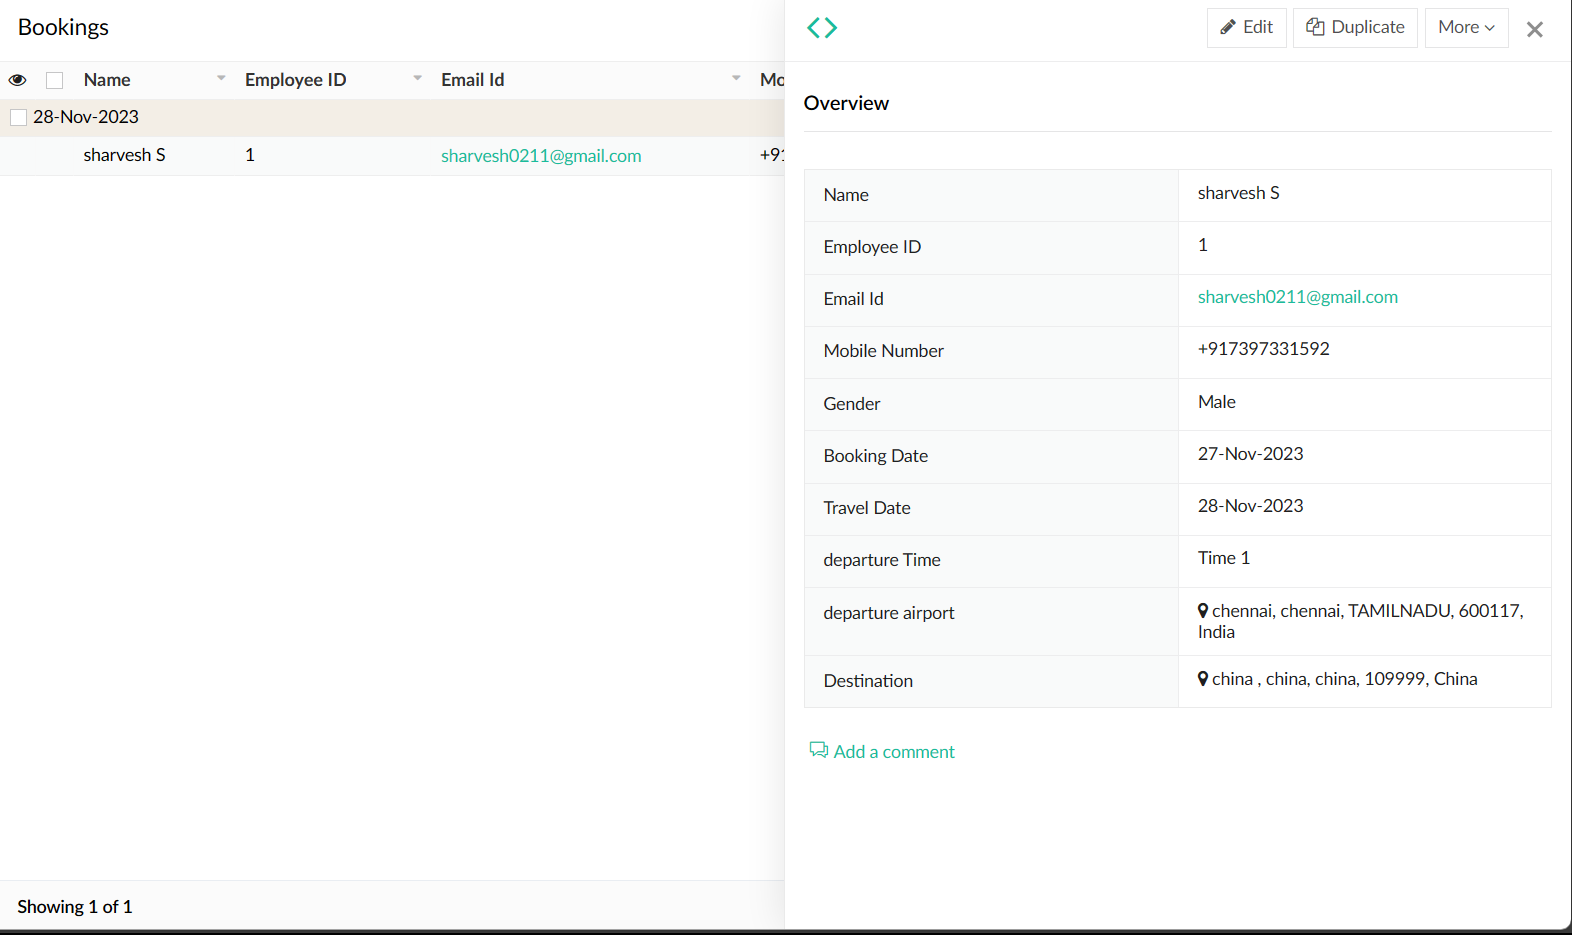 Bookings
Name Employee ID Email Id Mo
28-Nov-2023
sharvesh S 1 sharvesh0211@gmail.com +91
Showing 1 of 1
Edit Duplicate More
Overview
Name sharvesh S
Employee ID 1
Email Id sharvesh0211@gmail.com
Mobile Number +917397331592
Gender Male
Booking Date 27-Nov-2023
Travel Date 28-Nov-2023
departure Time Time 1
departure airport chennai, chennai, TAMILNADU, 600117,
India
Destination china , china, china, 109999, China
Add a comment